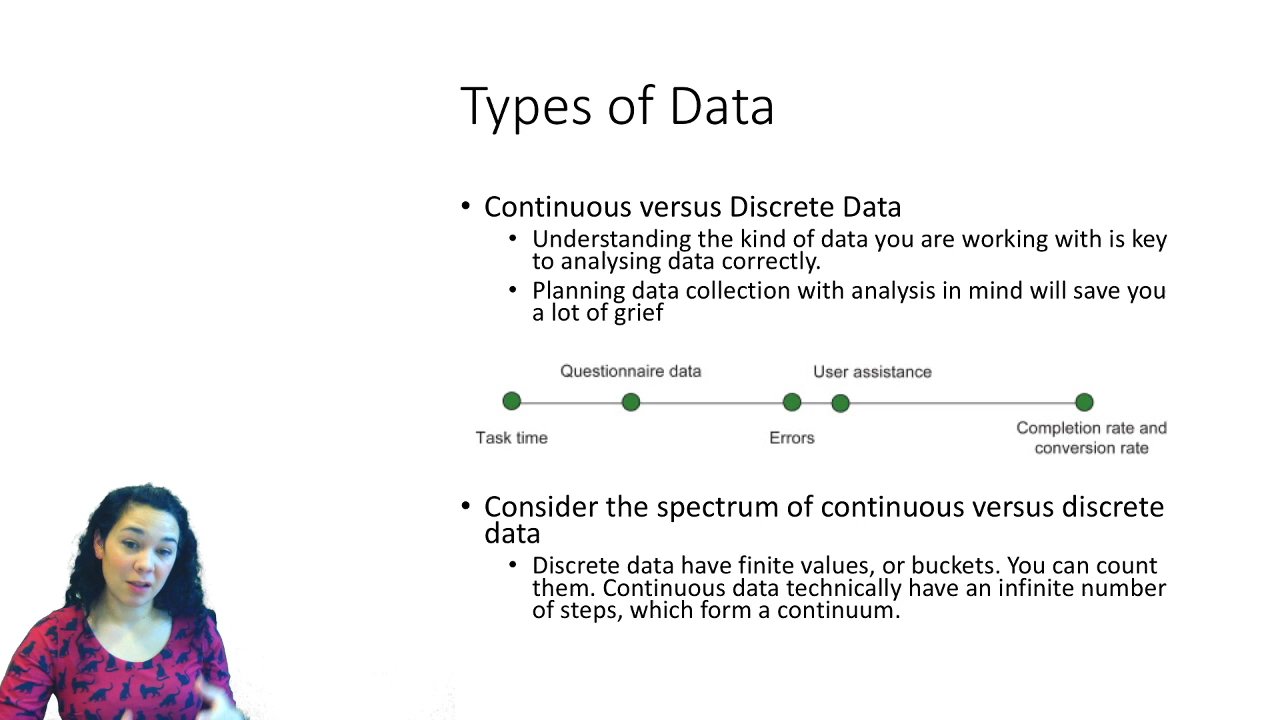 Types of Data
• Continuous versus Discrete Data
• Understanding the kind of data you are working with is key
to analysing data correctly.
• Planning data collection with analysis in mind will save you
a lot of grief
Questionnaire data
User assistance
Task time
Errors
Completion rate and
conversion rate
• Consider the spectrum of continuous versus discrete
data
• Discrete data have finite values, or buckets. You can count
them. Continuous data technically have an infinite number
of steps, which form a continuum.